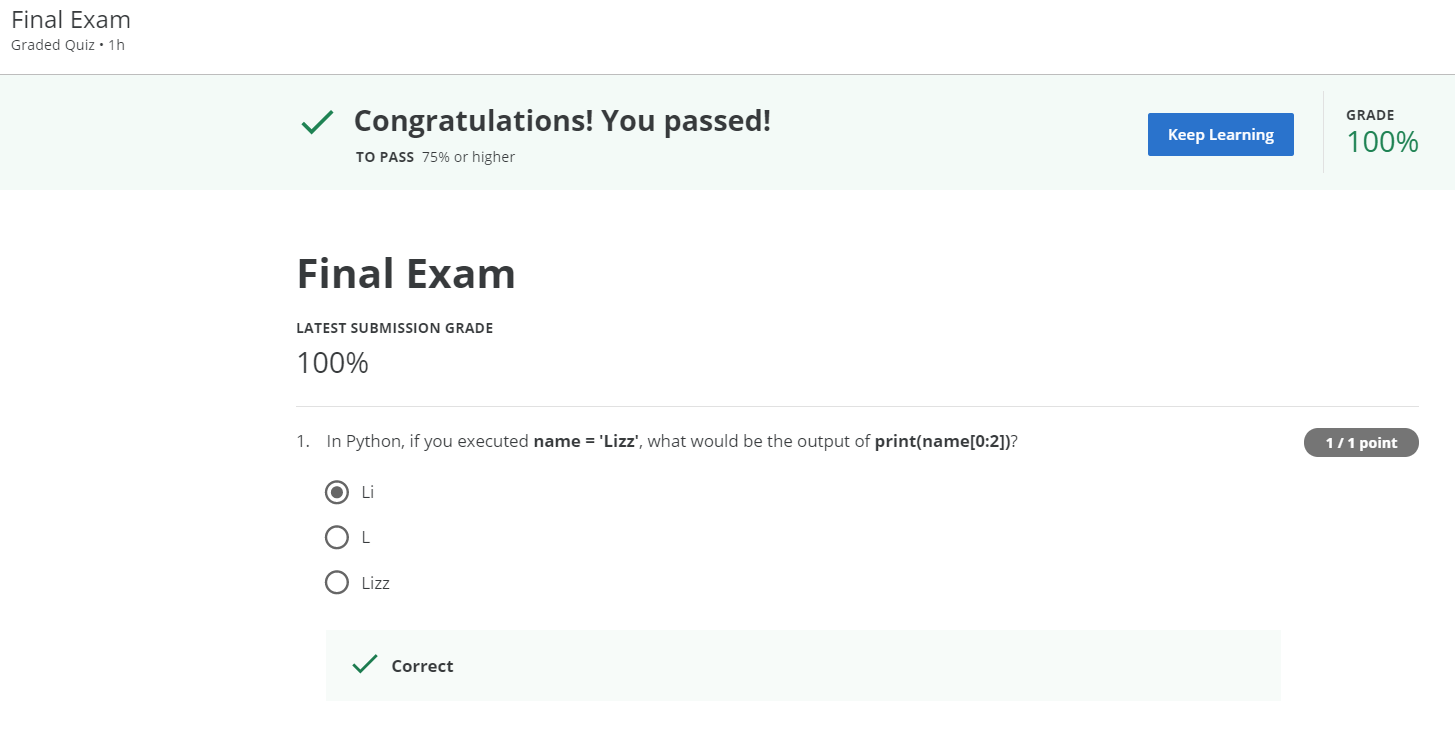 Final Exam
Graded Quiz • 1h
Congratulations! You passed!
TO PASS 75% or higher
Keep Learning
GRADE
100%
Final Exam
LATEST SUBMISSION GRADE
100%
1. In Python, if you executed name = 'Lizz', what would be the output of print(name[0:2])?
1 / 1 point
Li
L
Lizz
Correct